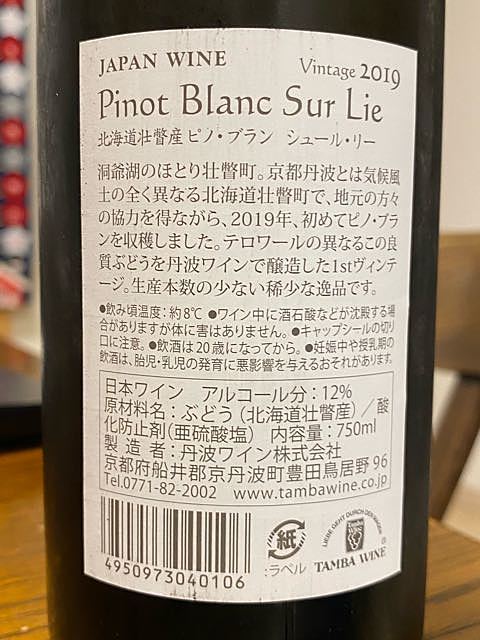 JAPAN WINE
Vintage 2019
Pinot Blanc Sur Lie
北海道壮瞥産 ピノ・ブラン シュール・リー
洞爺湖のほとり壮瞥町。京都丹波とは気候風
土の全く異なる北海道壮瞥町で、地元の方々
の協力を得ながら、2019年、初めてピノ・ブラ
ンを収穫しました。テロワールの異なるこの良
質ぶどうを丹波ワインで醸造した1stヴィンテ
ージ。生産本数の少ない稀少な逸品です。
●飲み頃温度:約8℃ ●ワイン中に酒石酸などが沈殿する場
合がありますが体に害はありません。●キャップシールの切り
口に注意。●飲酒は20歳になってから。●妊娠中や授乳期の
飲酒は、胎児・乳児の発育に悪影響を与えるおそれがあります。
日本ワイン アルコール分:12%
原材料名:ぶどう(北海道壮瞥産)/酸
化防止剤(亜硫酸塩) 内容量:750ml
製造者:丹波ワイン株式会社
京都府船井郡京丹波町豊田鳥居野 96
Tel.0771-82-2002 www.tambawine.co.jp
4950973040106
紙
:ラベル
LIEBE GEHT DURCH DEN MAGEN
TAMBA WINE